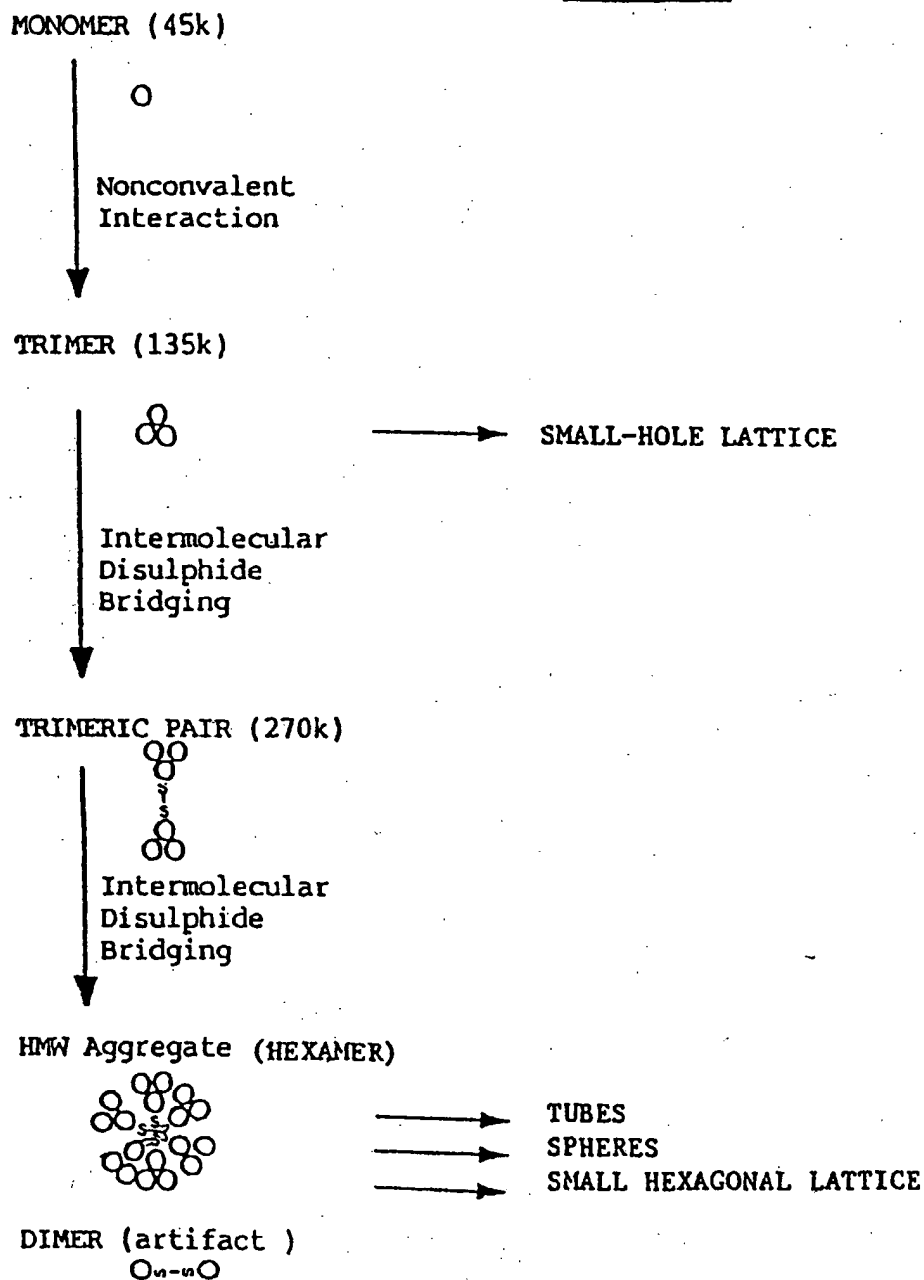 MONOMER (45k)
Nonconvalent
Interaction
TRIMER (135k)
SMALL-HOLE LATTICE
Intermolecular
Disulphide
Bridging
TRIMERIC PAIR (270k)
S
S
Intermolecular
Disulphide
Bridging
HMW Aggregate (HEXAMER)
TUBES
SPHERES
SMALL HEXAGONAL LATTICE
DIMER (artifact )
s-s